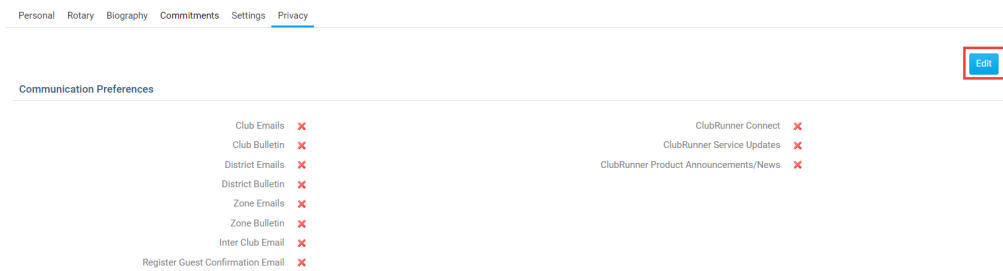 Personal Rotary Biography Commitments Settings Privacy
Edit
Communication Preferences
Club Emails
Club Bulletin
District Emails
District Bulletin
Zone Emails
Zone Bulletin
Inter Club Email
Register Guest Confirmation Email
ClubRunner Connect
ClubRunner Service Updates
ClubRunner Product Announcements/News